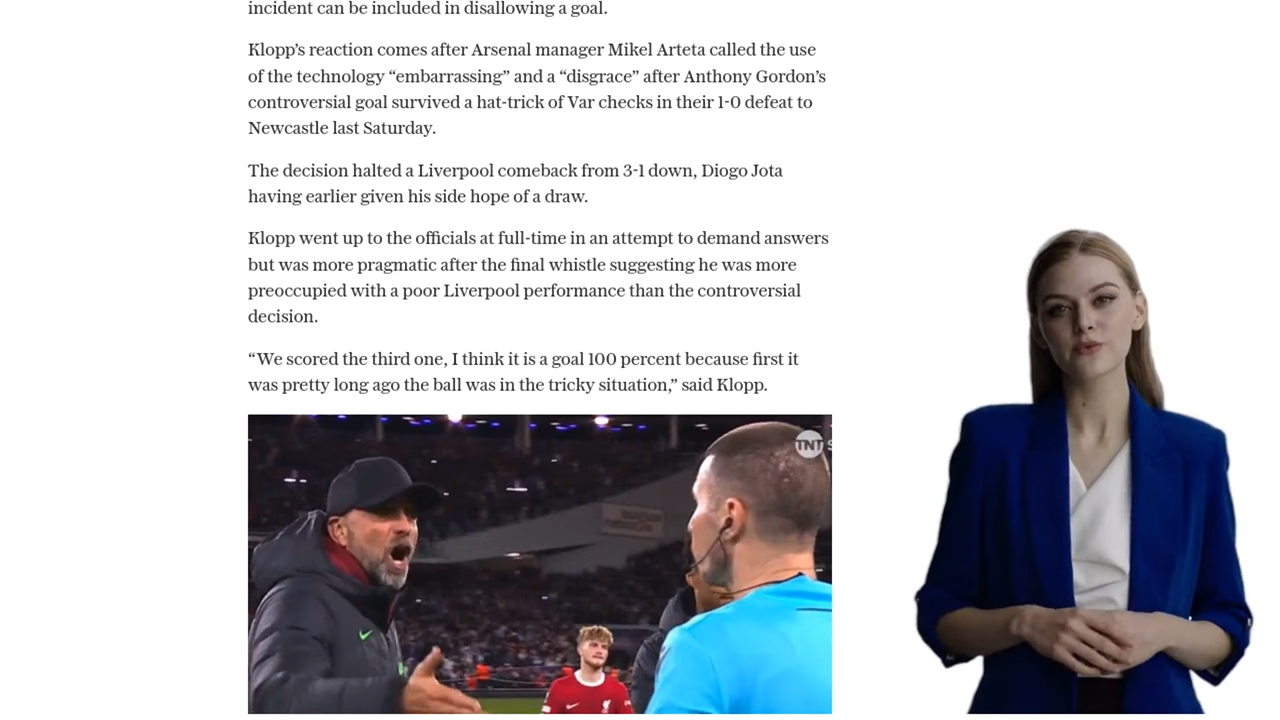 incident can be included in disallowing a goal.
Klopp’s reaction comes after Arsenal manager Mikel Arteta called the use
of the technology “embarrassing” and a “disgrace” after Anthony Gordon’s
controversial goal survived a hat-trick of Var checks in their 1-0 defeat to
Newcastle last Saturday.
The decision halted a Liverpool comeback from 3-1 down, Diogo Jota
having earlier given his side hope of a draw.
Klopp went up to the officials at full-time in an attempt to demand answers
but was more pragmatic after the final whistle suggesting he was more
preoccupied with a poor Liverpool performance than the controversial
decision.
“We scored the third one, I think it is a goal 100 percent because first it
was pretty long ago the ball was in the tricky situation,” said Klopp.
TNT S